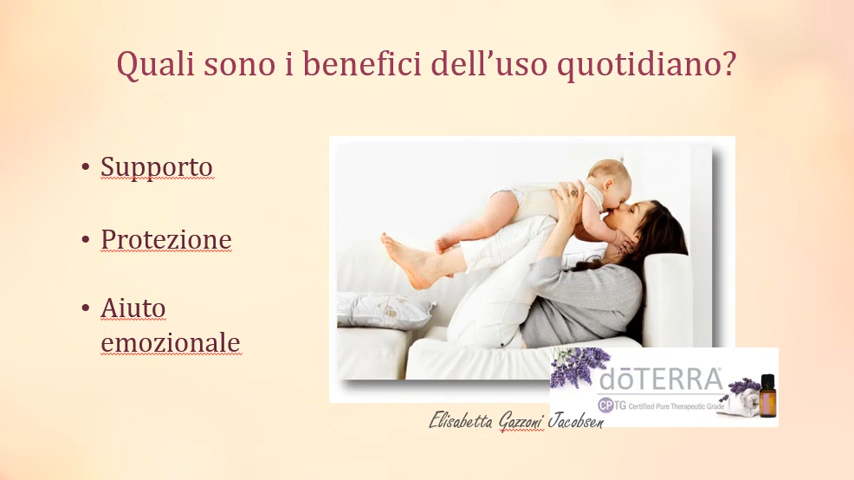 Quali sono i benefici dell’uso quotidiano?
• Supporto
• Protezione
• Aiuto
emozionale
dōTERRA®
CPTG Certified Pure Therapeutic Grade
Elisabetta Gazzoni Jacobsen